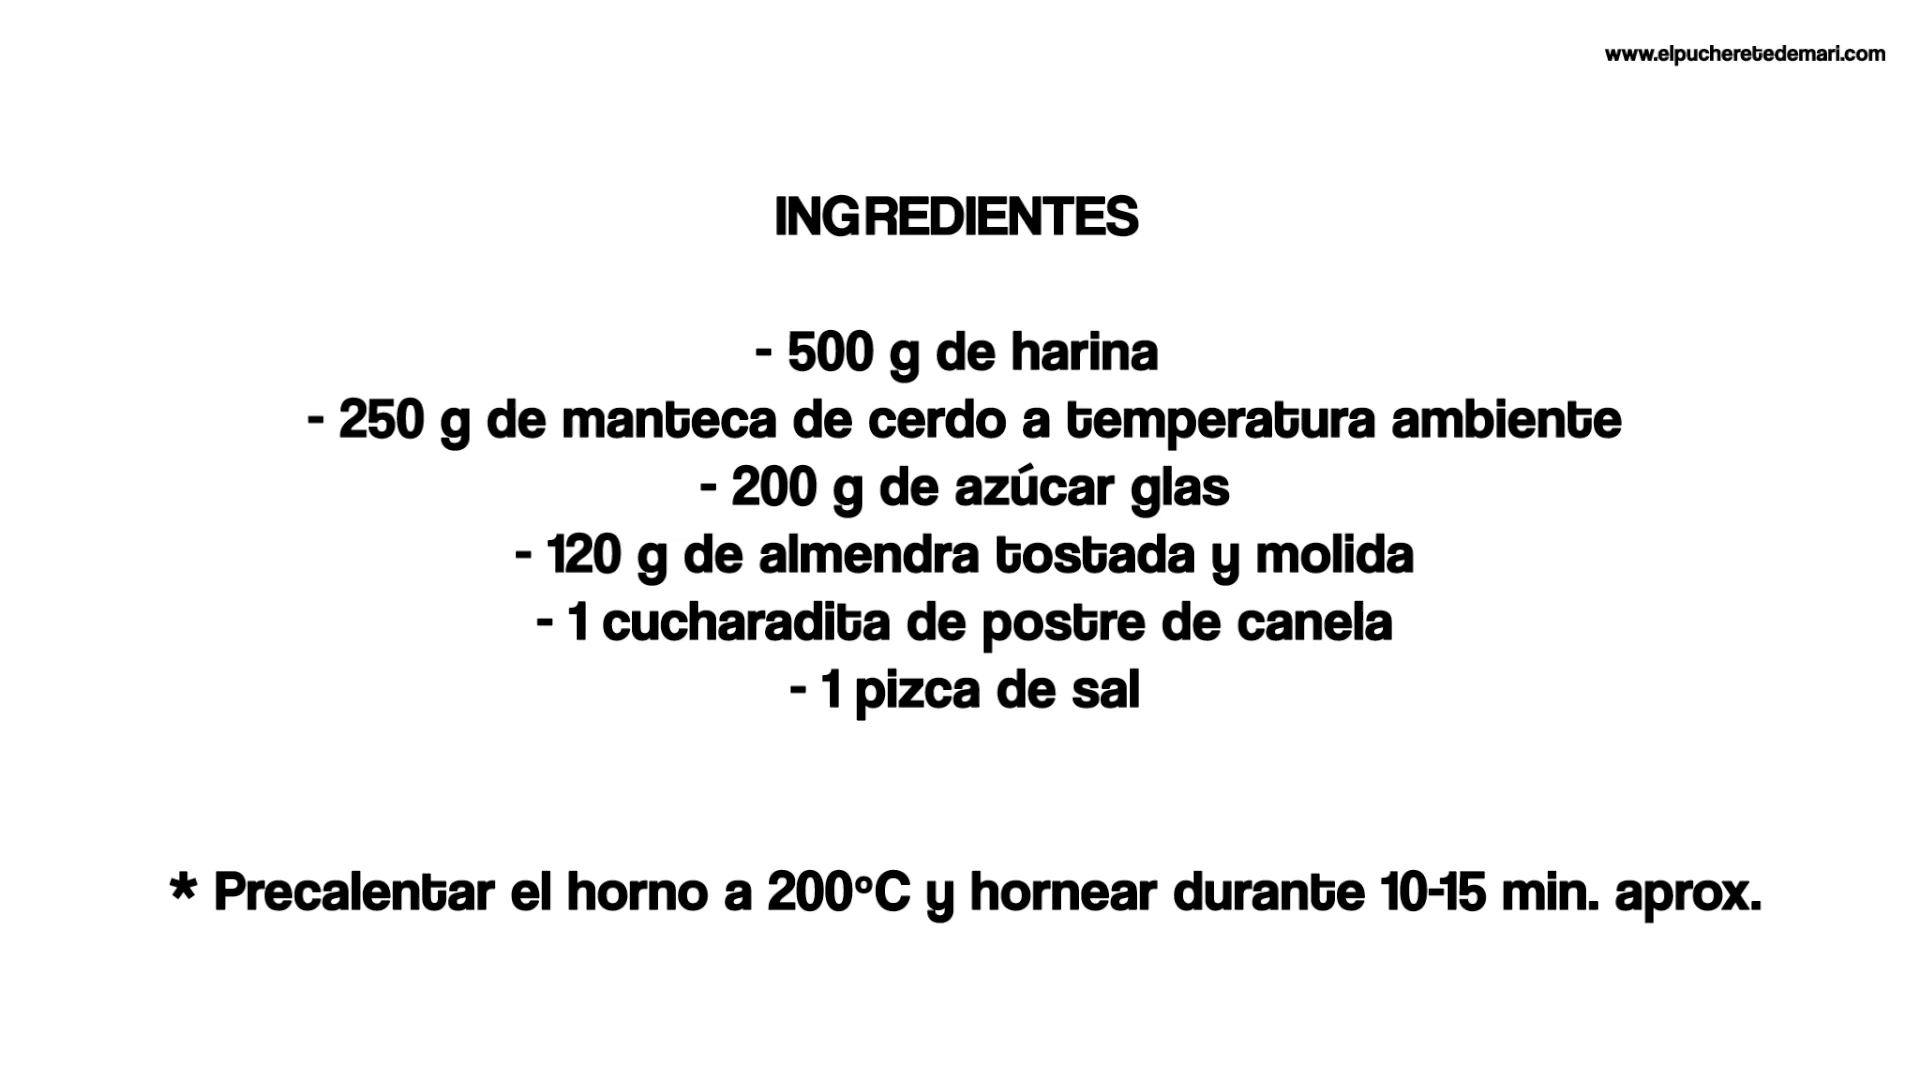 www.elpucheretedemari.com
INGREDIENTES
- 500 g de harina
- 250 g de manteca de cerdo a temperatura ambiente
- 200 g de azúcar glas
- 120 g de almendra tostada y molida
- 1 cucharadita de postre de canela
- 1 pizca de sal
* Precalentar el horno a 200ºC y hornear durante 10-15 min. aprox.